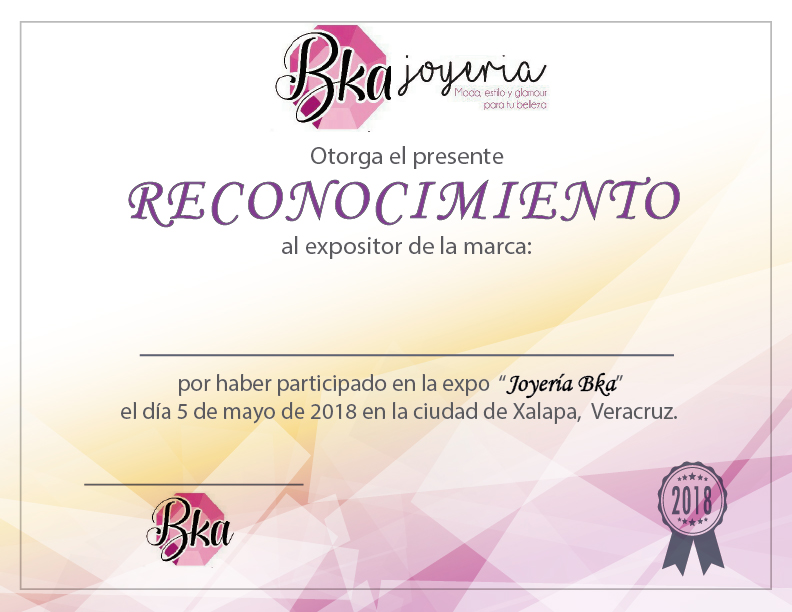 Bka joyeria
Moda, estilo y glamour
para tu belleza
Otorga el presente
RECONOCIMIENTO
al expositor de la marca:
por haber participado en la expo “Joyería Bka”
el día 5 de mayo de 2018 en la ciudad de Xalapa, Veracruz.
Bka
2018